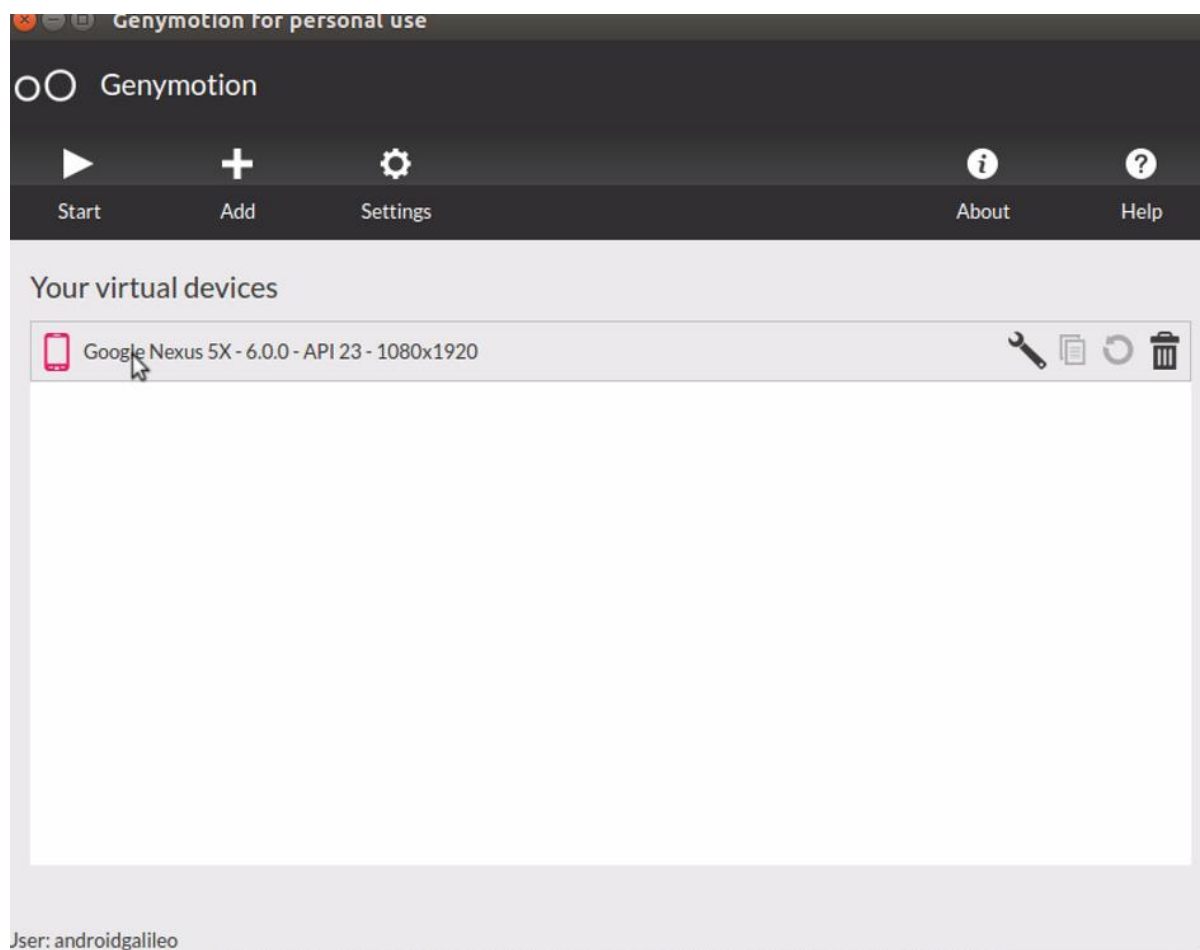 Genymotion for personal use
Genymotion
Start Add Settings About Help
Your virtual devices
Google Nexus 5X - 6.0.0 - API 23 - 1080x1920
User: androidgalileo